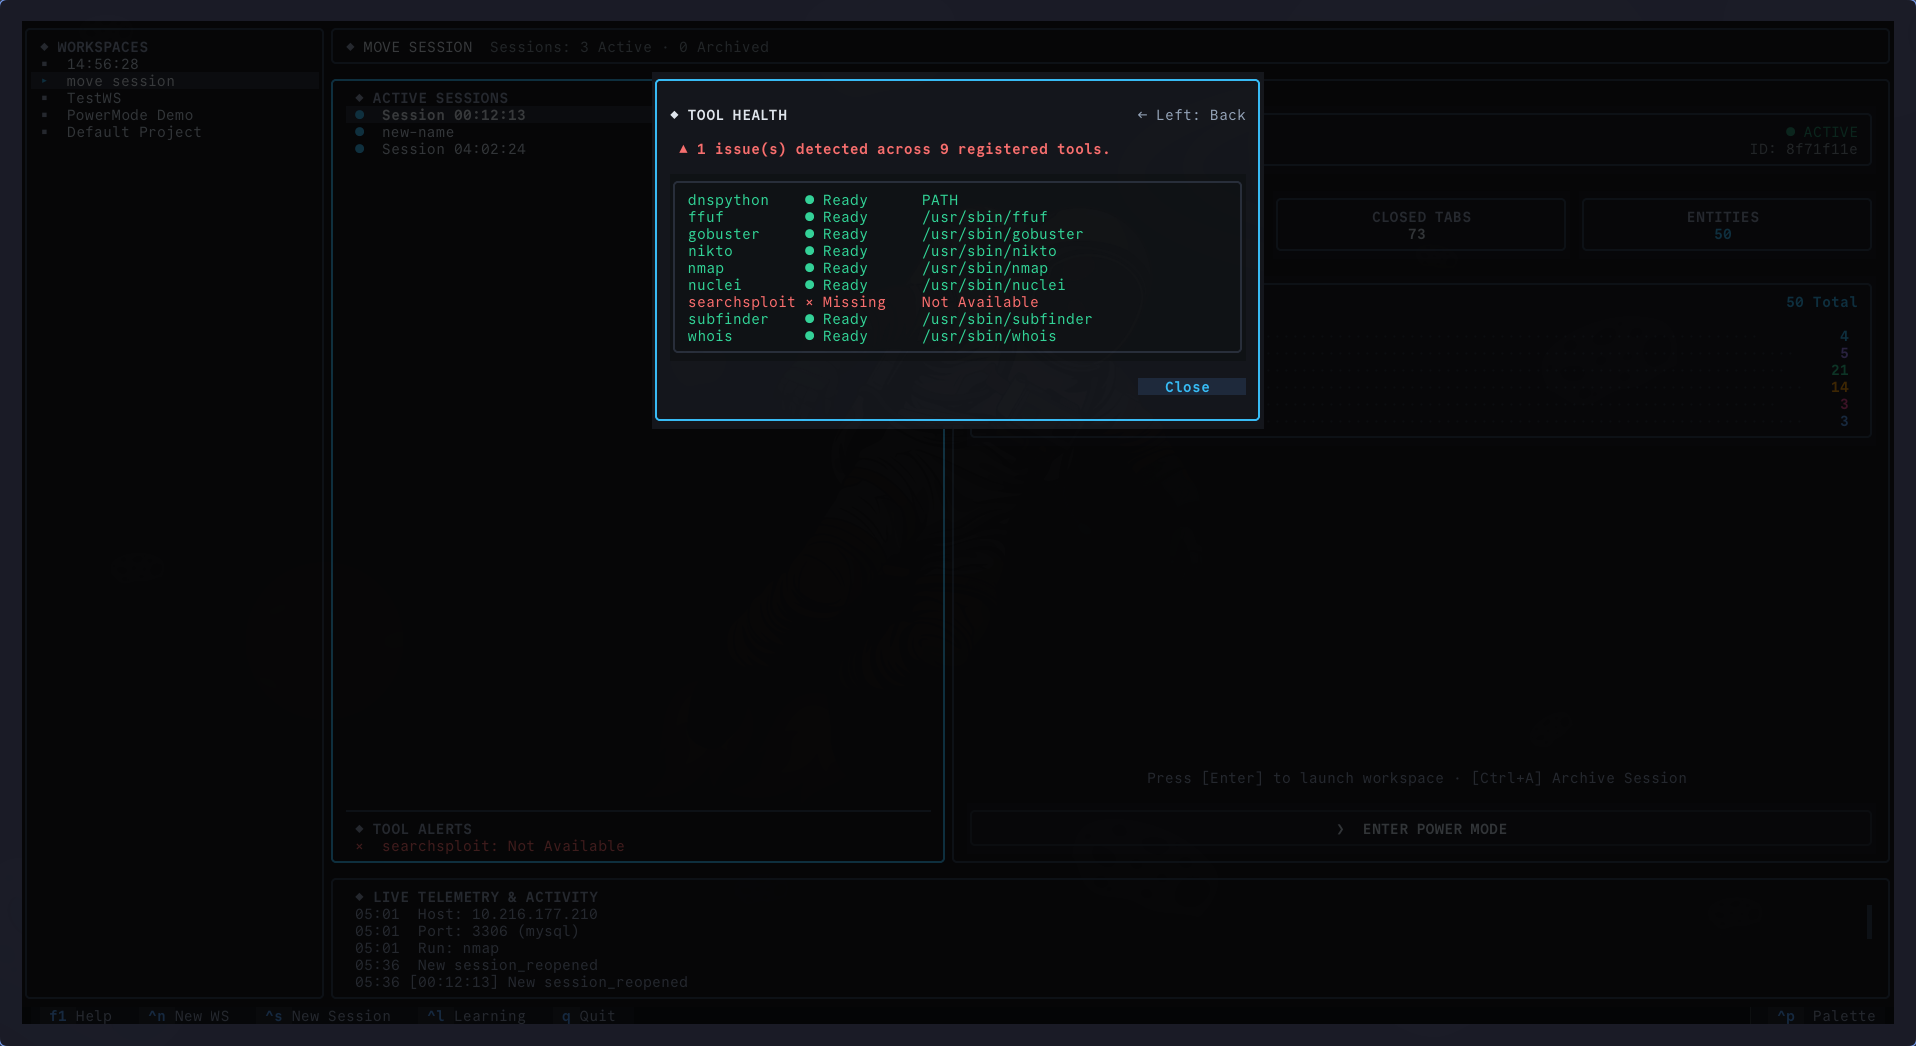 ◆ WORKSPACES
▪ 14:56:28
▸ move session
▪ TestWS
▪ PowerMode Demo
▪ Default Project
◆ MOVE SESSION Sessions: 3 Active · 0 Archived
◆ ACTIVE SESSIONS
● Session 00:12:13
● new-name
● Session 04:02:24
◆ TOOL HEALTH ← Left: Back
▲ 1 issue(s) detected across 9 registered tools.
dnspython ● Ready PATH
ffuf ● Ready /usr/sbin/ffuf
gobuster ● Ready /usr/sbin/gobuster
nikto ● Ready /usr/sbin/nikto
nmap ● Ready /usr/sbin/nmap
nuclei ● Ready /usr/sbin/nuclei
searchsploit × Missing Not Available
subfinder ● Ready /usr/sbin/subfinder
whois ● Ready /usr/sbin/whois
Close
● ACTIVE
ID: 8f71f11e
CLOSED TABS
73
ENTITIES
50
50 Total
4
5
21
14
3
3
Press [Enter] to launch workspace · [Ctrl+A] Archive Session
❯ ENTER POWER MODE
◆ TOOL ALERTS
× searchsploit: Not Available
◆ LIVE TELEMETRY & ACTIVITY
05:01 Host: 10.216.177.210
05:01 Port: 3306 (mysql)
05:01 Run: nmap
05:36 New session_reopened
05:36 [00:12:13] New session_reopened
f1 Help ^n New WS ^s New Session ^l Learning q Quit ^p Palette